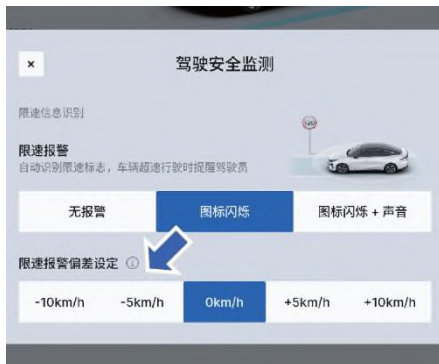 ×
驾驶安全监测
限速信息识别
限速报警
自动识别限速标志，车辆超速行驶时提醒驾驶员
无报警
图标闪烁
图标闪烁 + 声音
限速报警偏差设定
-10km/h
-5km/h
0km/h
+5km/h
+10km/h